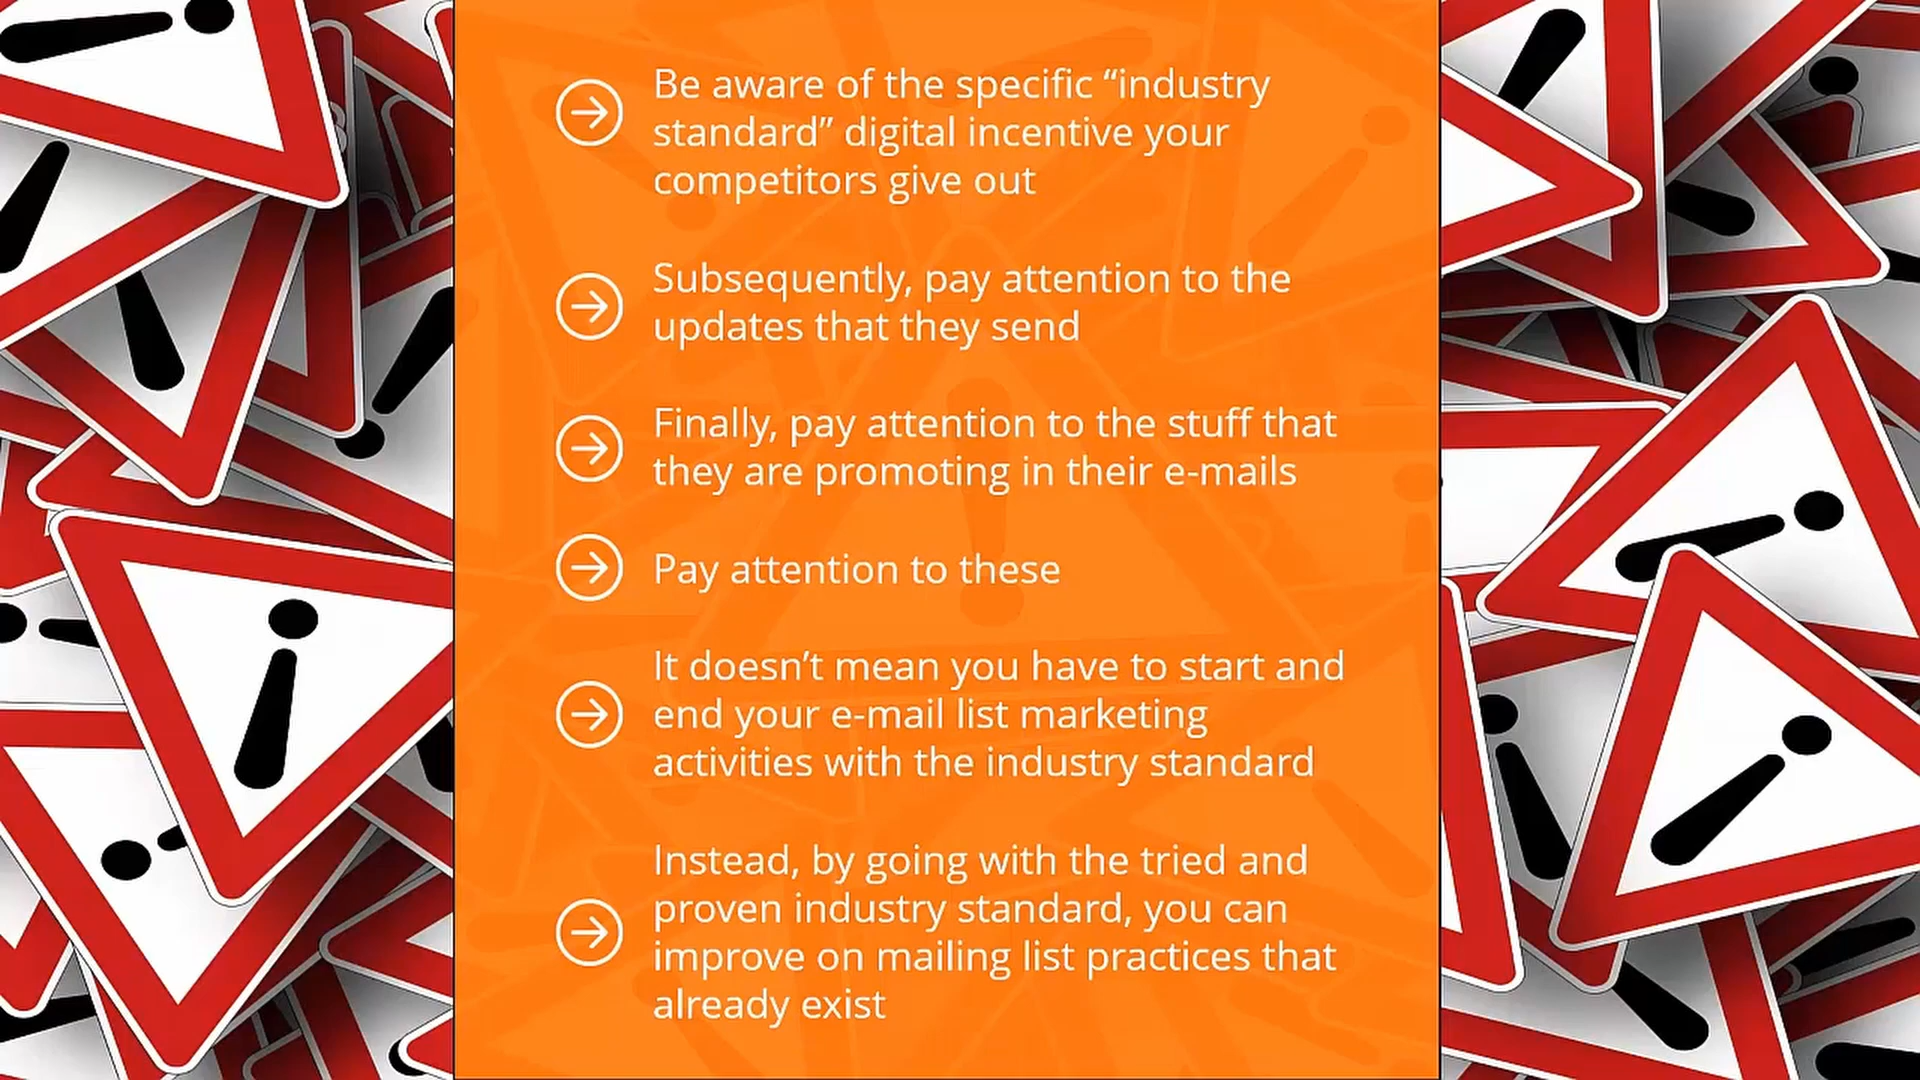 Be aware of the specific “industry
standard” digital incentive your
competitors give out
Subsequently, pay attention to the
updates that they send
Finally, pay attention to the stuff that
they are promoting in their e-mails
Pay attention to these
It doesn’t mean you have to start and
end your e-mail list marketing
activities with the industry standard
Instead, by going with the tried and
proven industry standard, you can
improve on mailing list practices that
already exist